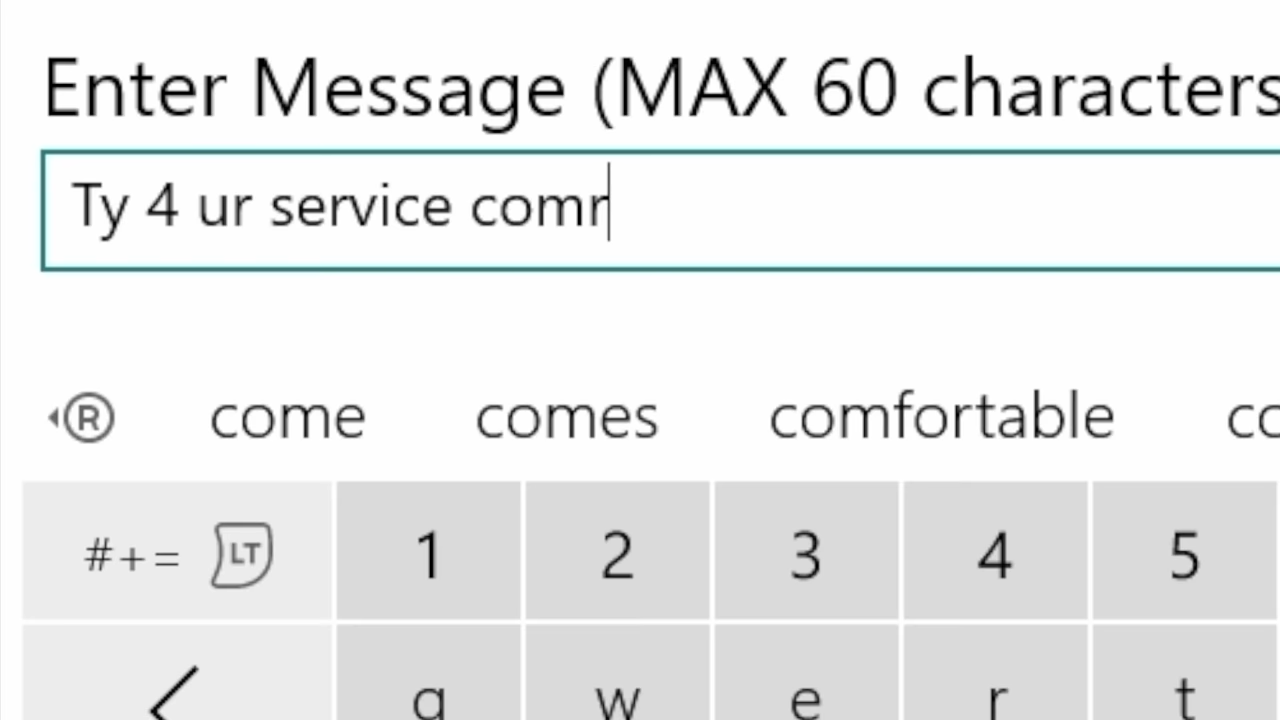 Enter Message (MAX 60 characters
Ty 4 ur service comr
R come comes comfortable co
#+= LT 1 2 3 4 5
q w e r t